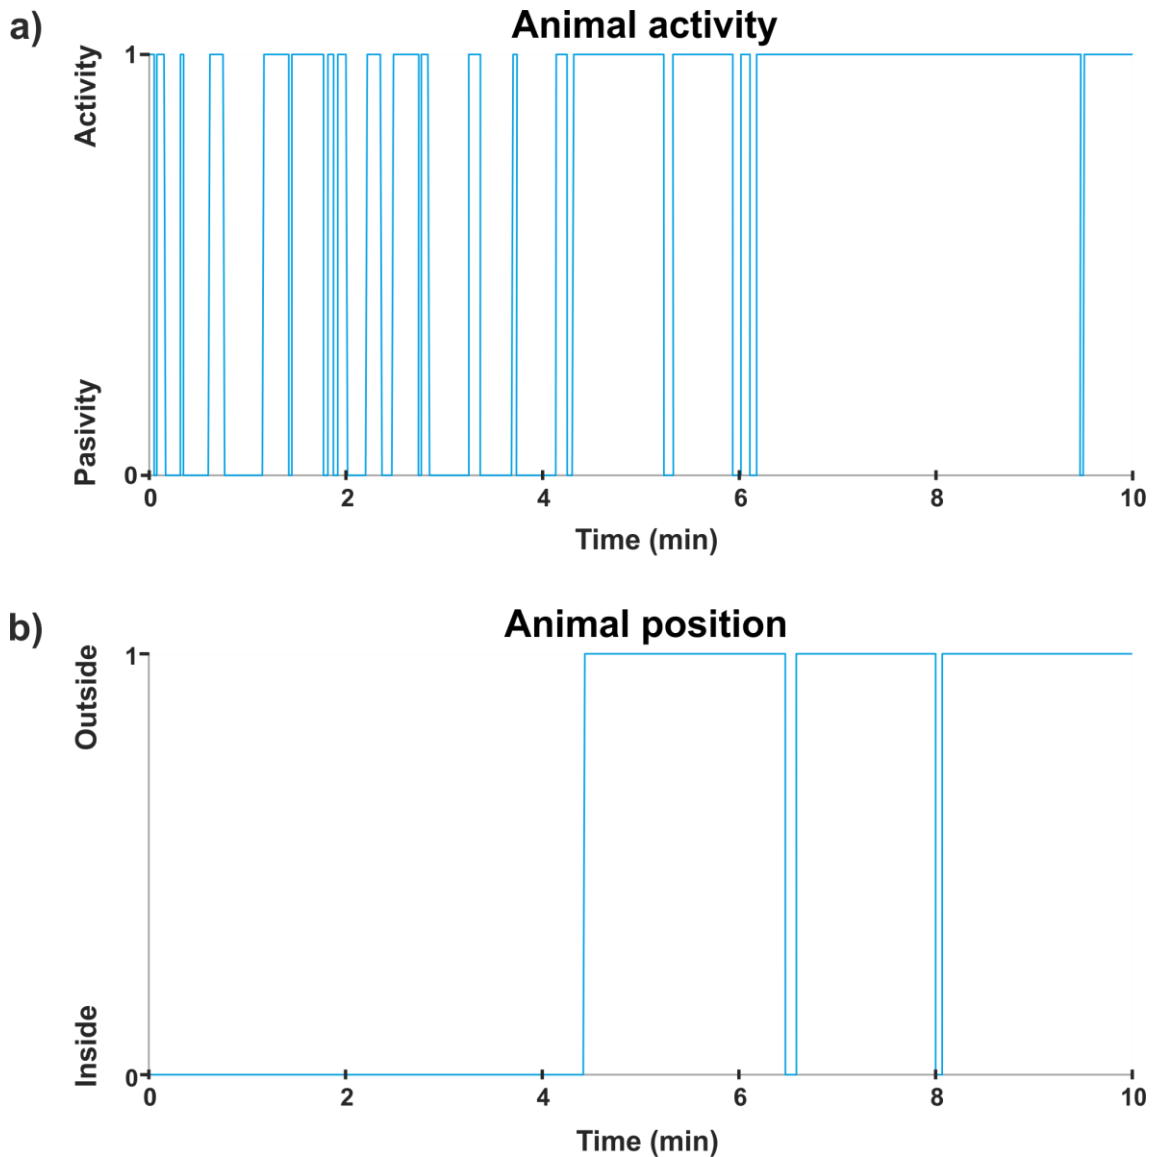 a)
Animal activity
Activity
Pasivity
1
0
0 2 4 6 8 10
Time (min)
b)
Animal position
Outside
Inside
1
0
0 2 4 6 8 10
Time (min)